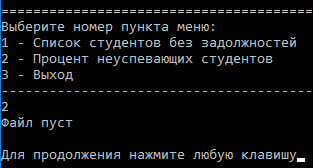 ========================================
Выберите номер пункта меню:
1 - Список студентов без задолжностей
2 - Процент неуспевающих студентов
3 - Выход
----------------------------------------
2
Файл пуст
Для продолжения нажмите любую клавишу